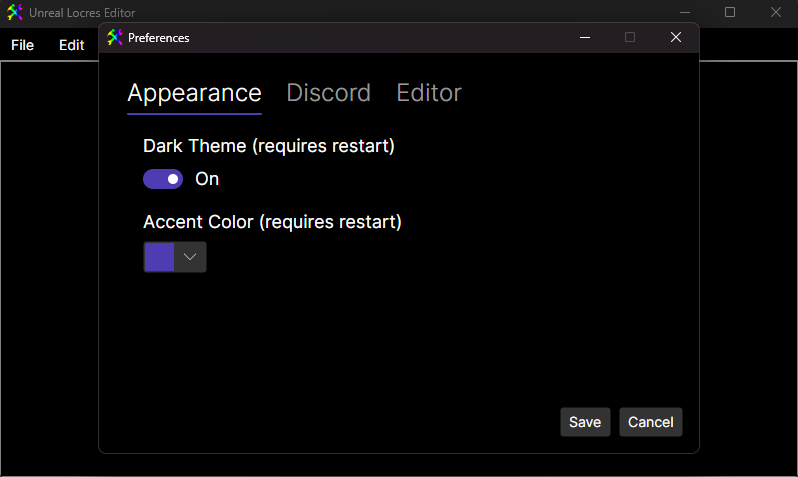 Unreal Locres Editor
File Edit
Preferences
Appearance Discord Editor
Dark Theme (requires restart)
On
Accent Color (requires restart)
Save Cancel